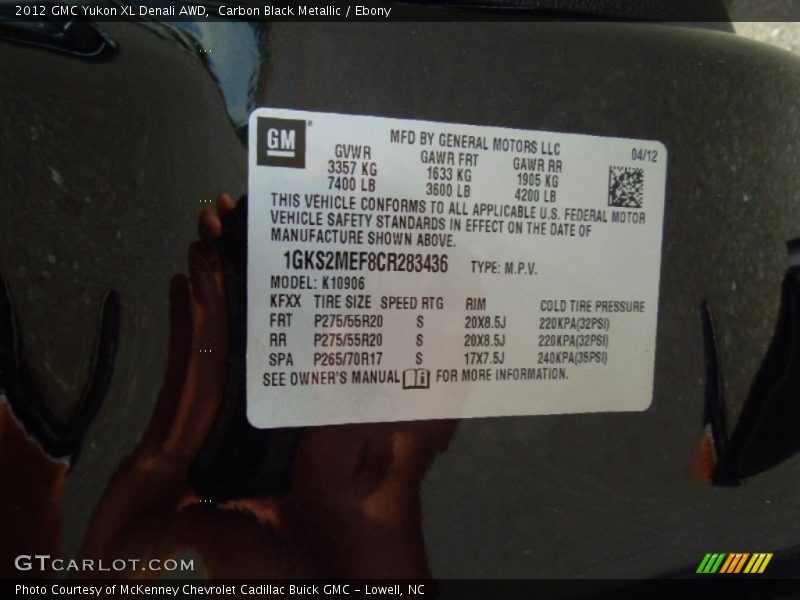 2012 GMC Yukon XL Denali AWD,  Carbon Black Metallic / Ebony
GM
MFD BY GENERAL MOTORS LLC
04/12
GVWR GAWR FRT GAWR RR
3357 KG 1633 KG 1905 KG
7400 LB 3600 LB 4200 LB
THIS VEHICLE CONFORMS TO ALL APPLICABLE U.S. FEDERAL MOTOR
VEHICLE SAFETY STANDARDS IN EFFECT ON THE DATE OF
MANUFACTURE SHOWN ABOVE.
1GKS2MEF8CR283436 TYPE: M.P.V.
MODEL: K10906
KFXX TIRE SIZE SPEED RTG RIM COLD TIRE PRESSURE
FRT P275/55R20 S 20X8.5J 220KPA(32PSI)
RR P275/55R20 S 20X8.5J 220KPA(32PSI)
SPA P265/70R17 S 17X7.5J 240KPA(35PSI)
SEE OWNER'S MANUAL FOR MORE INFORMATION.
GTCARLOT.COM
Photo Courtesy of McKenney Chevrolet Cadillac Buick GMC - Lowell, NC